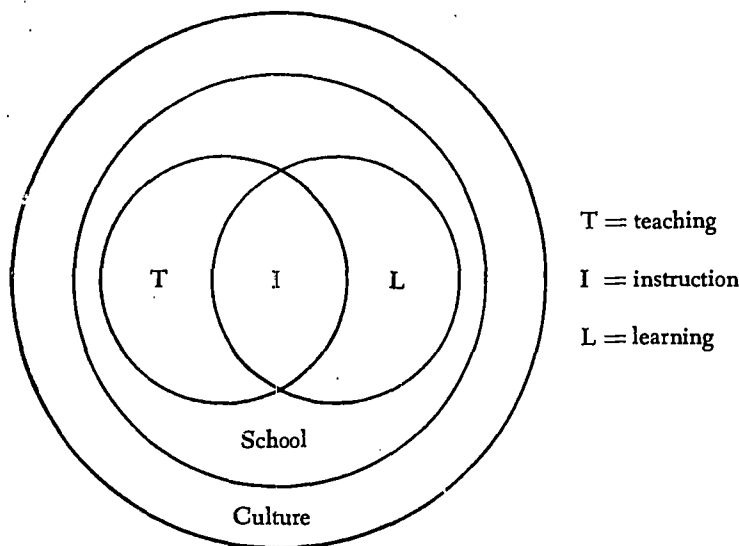 T = teaching
T I L
I = instruction
L = learning
School
Culture